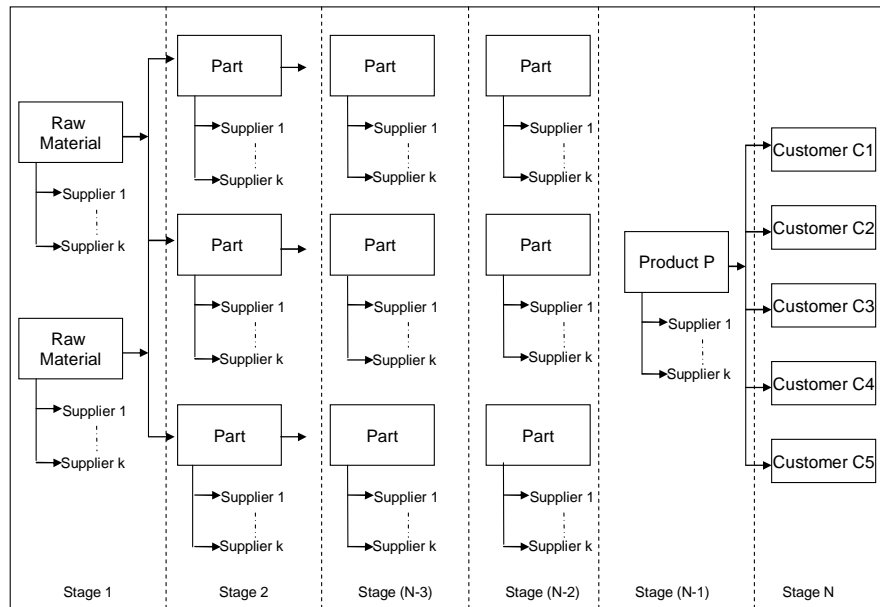 Raw
Material
Supplier 1
Supplier k
Raw
Material
Supplier 1
Supplier k
Stage 1
Part
Supplier 1
Supplier k
Part
Supplier 1
Supplier k
Part
Supplier 1
Supplier k
Stage 2
Part
Supplier 1
Supplier k
Part
Supplier 1
Supplier k
Part
Supplier 1
Supplier k
Stage (N-3)
Part
Supplier 1
Supplier k
Part
Supplier 1
Supplier k
Part
Supplier 1
Supplier k
Stage (N-2)
Product P
Supplier 1
Supplier k
Stage (N-1)
Customer C1
Customer C2
Customer C3
Customer C4
Customer C5
Stage N